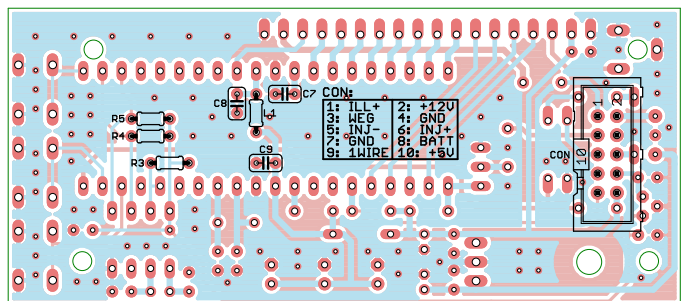 C7 CON:
C8
L1
1: ILL+ 2: +12V
3: WEG 4: GND
5: INJ- 6: INJ+
7: GND 8: BATT
9: 1WIRE 10: +5V
R5
R4
R3
C9
1 2
CON
10